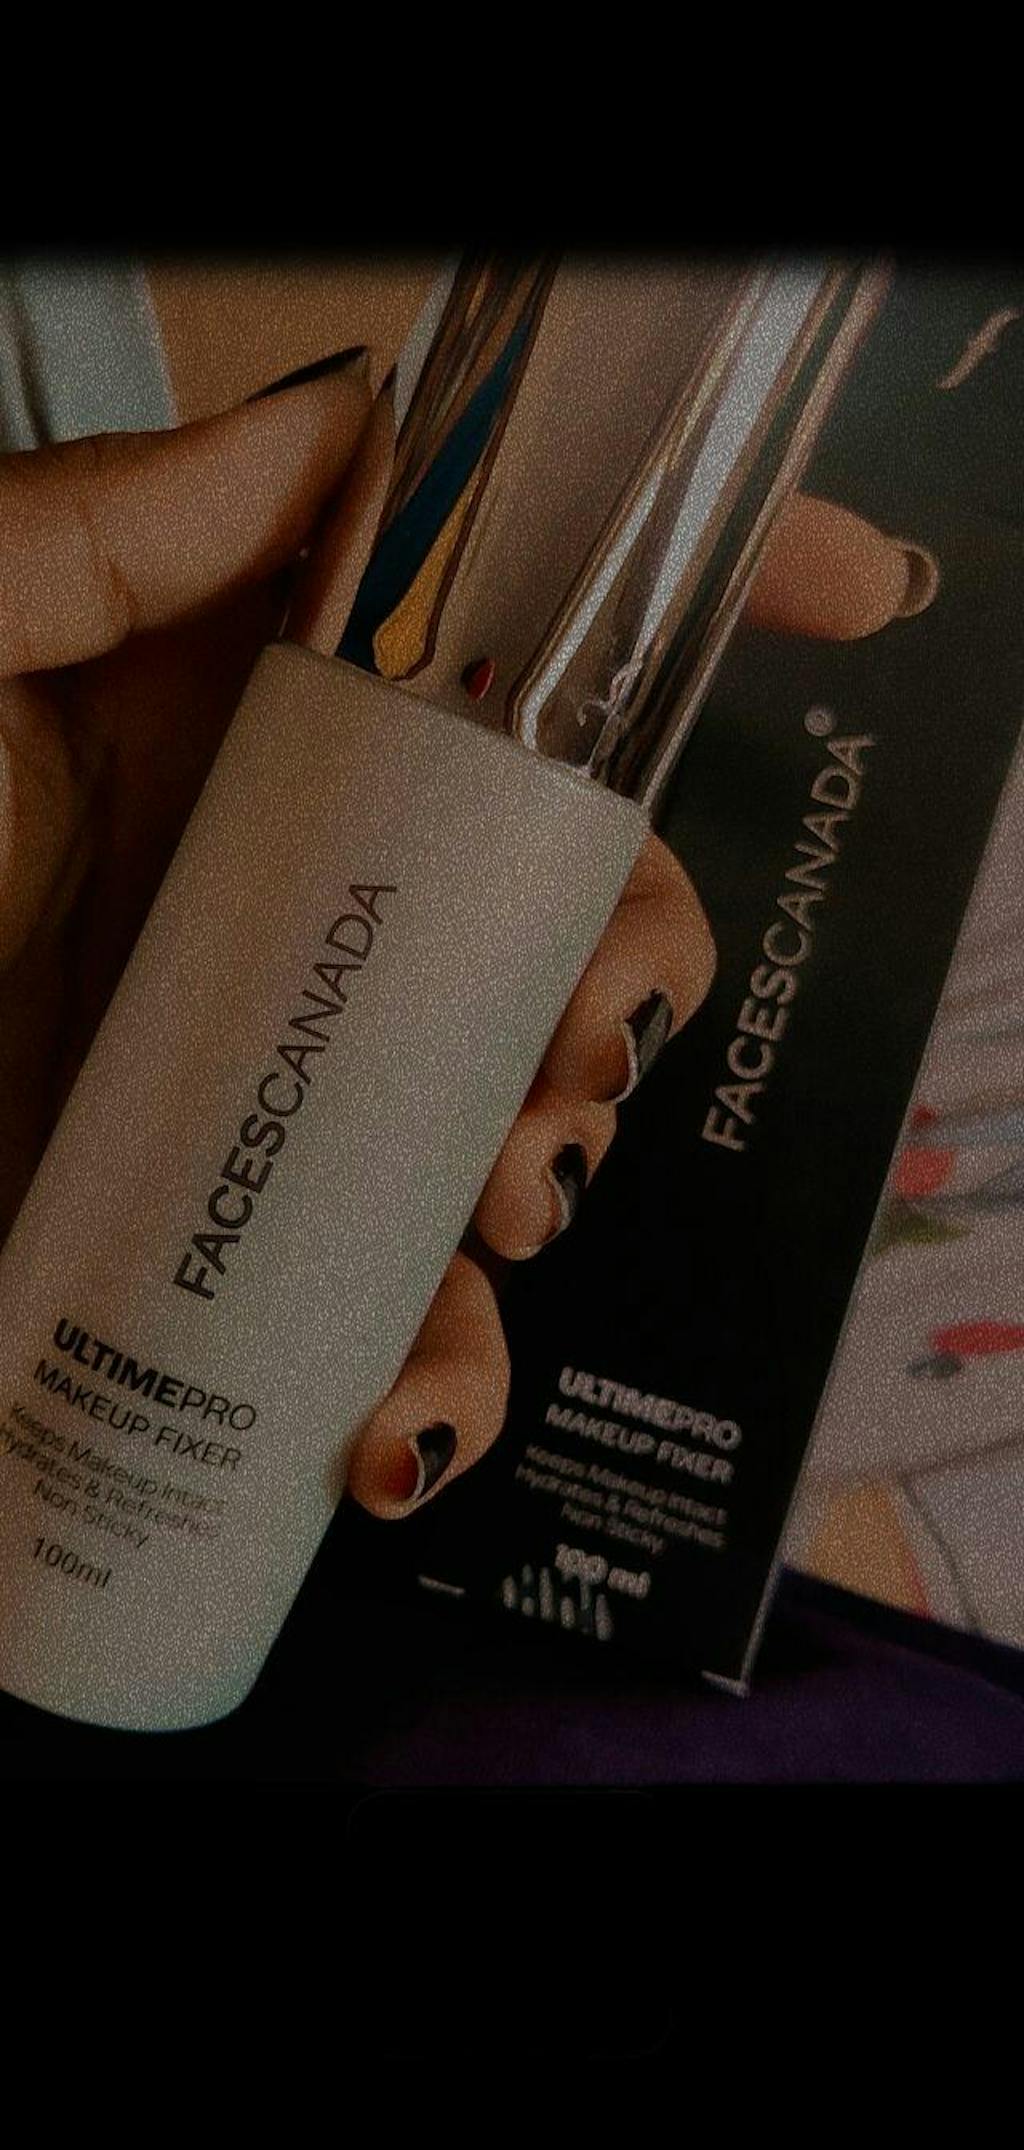 FACESCANADA
ULTIMEPRO
MAKEUP FIXER
Keeps Makeup Intact
Hydrates & Refreshes
Non Sticky
100ml
f
FACESCANADA®
ULTIMEPRO
MAKEUP FIXER
Keeps Makeup Intact
Hydrates & Refreshes
Non Sticky
100 ml